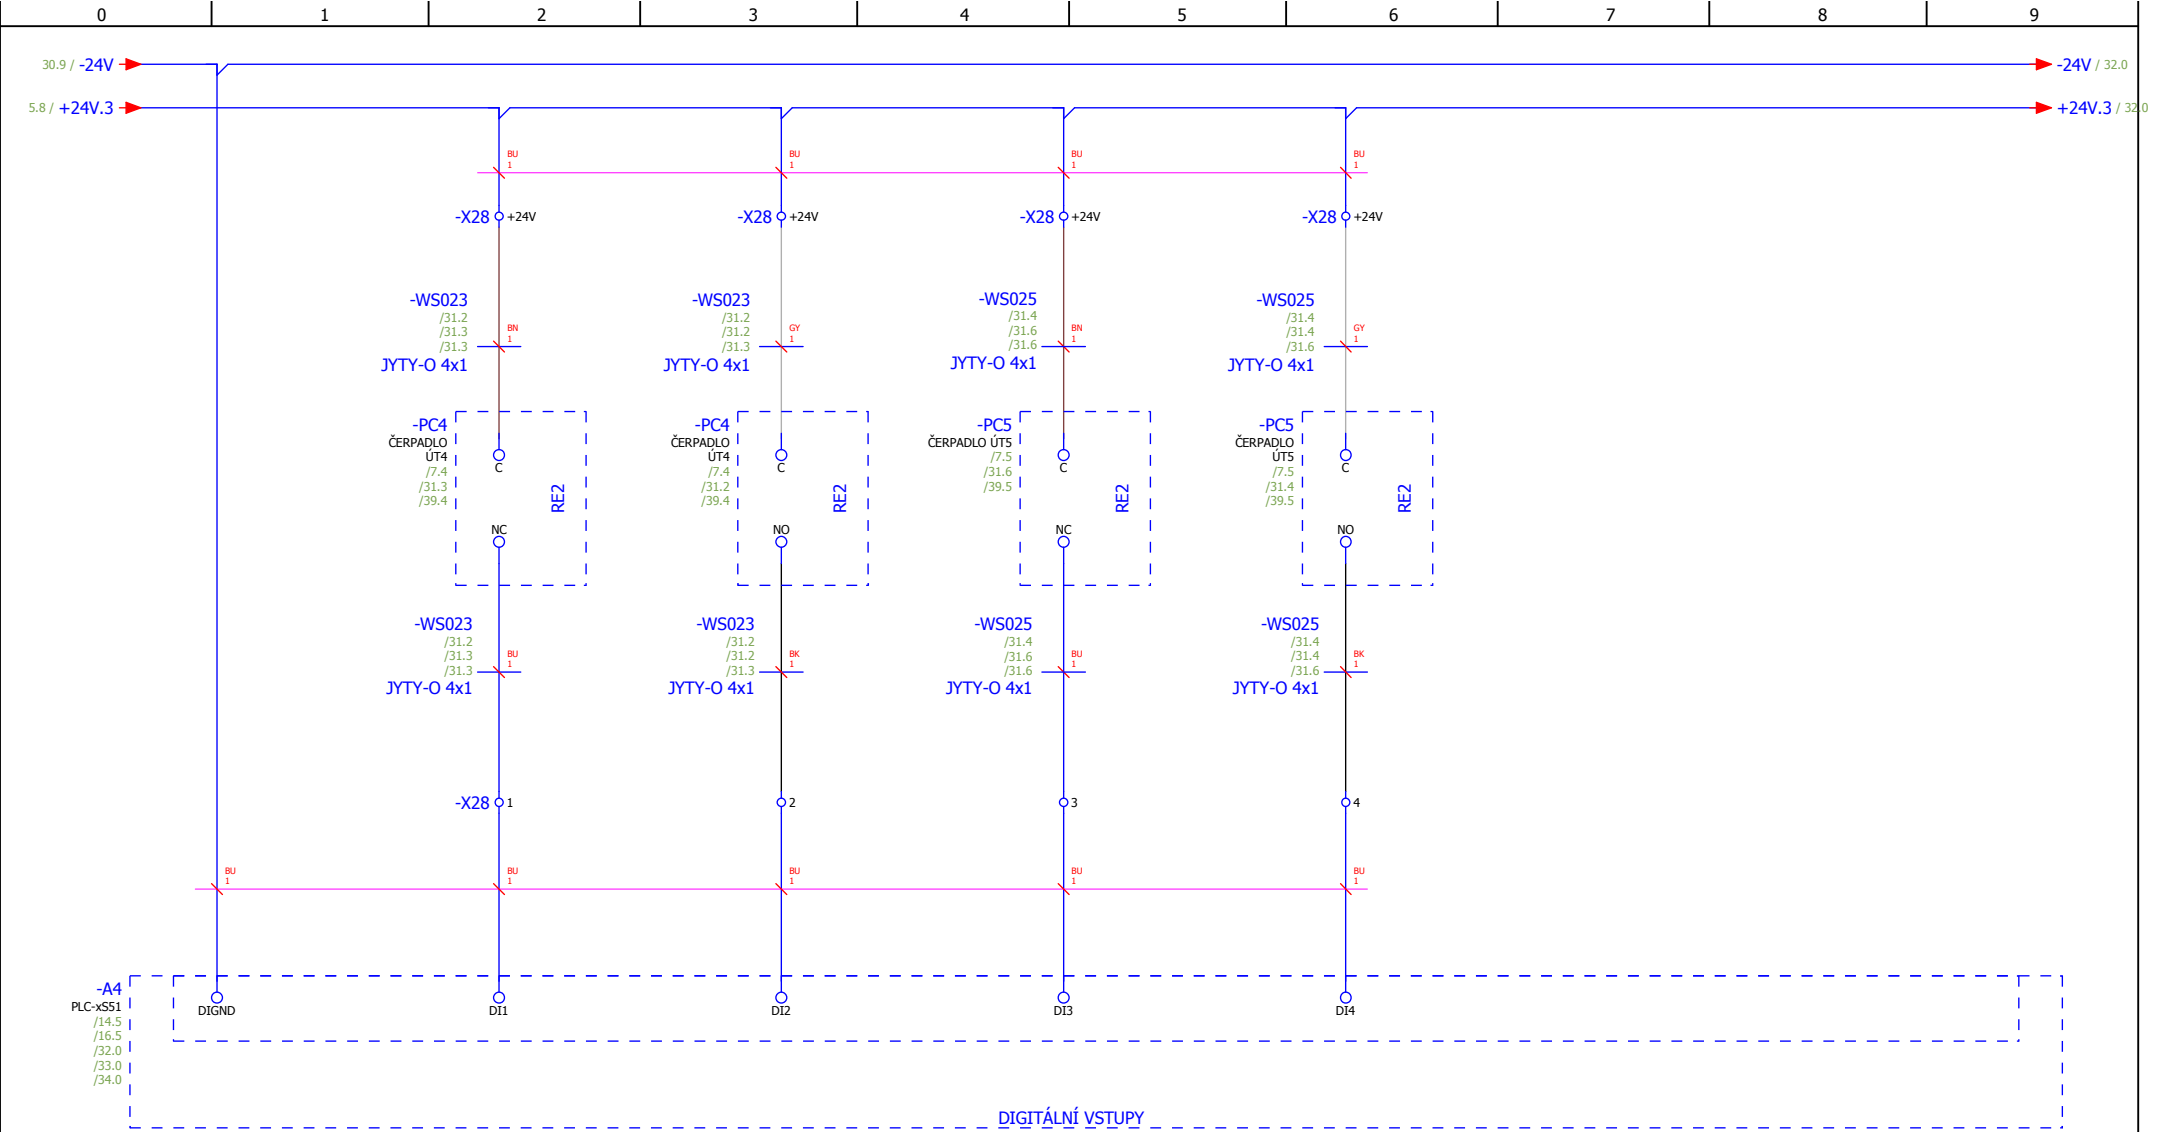 0 1 2 3 4 5 6 7 8 9
30.9 / -24V -24V / 32.0
5.8 / +24V.3 +24V.3 / 32.0
BU BU BU BU
1 1 1 1
-X28 +24V -X28 +24V -X28 +24V -X28 +24V
-WS023 -WS023 -WS025 -WS025
/31.2 /31.2 /31.4 /31.4
/31.3 /31.2 /31.6 /31.4
/31.3 /31.3 /31.6 /31.6
BN GY BN GY
1 1 1 1
JYTY-O 4x1 JYTY-O 4x1 JYTY-O 4x1 JYTY-O 4x1
-PC4 -PC4 -PC5 -PC5
ČERPADLO ČERPADLO ČERPADLO ÚT5 ČERPADLO
ÚT4 ÚT4 /7.5 ÚT5
/7.4 /7.4 /31.6 /7.5
/31.3 /31.2 /39.5 /31.4
/39.4 /39.4 /39.5
C C C C
RE2 RE2 RE2 RE2
NC NO NC NO
-WS023 -WS023 -WS025 -WS025
/31.2 /31.2 /31.4 /31.4
/31.3 /31.2 /31.6 /31.4
/31.3 /31.3 /31.6 /31.6
BU BK BU BK
1 1 1 1
JYTY-O 4x1 JYTY-O 4x1 JYTY-O 4x1 JYTY-O 4x1
-X28 1 2 3 4
BU BU BU BU BU
1 1 1 1 1
-A4
PLC-xS51
/14.5
/16.5
/32.0
/33.0
/34.0
DIGND DI1 DI2 DI3 DI4
DIGITÁLNÍ VSTUPY